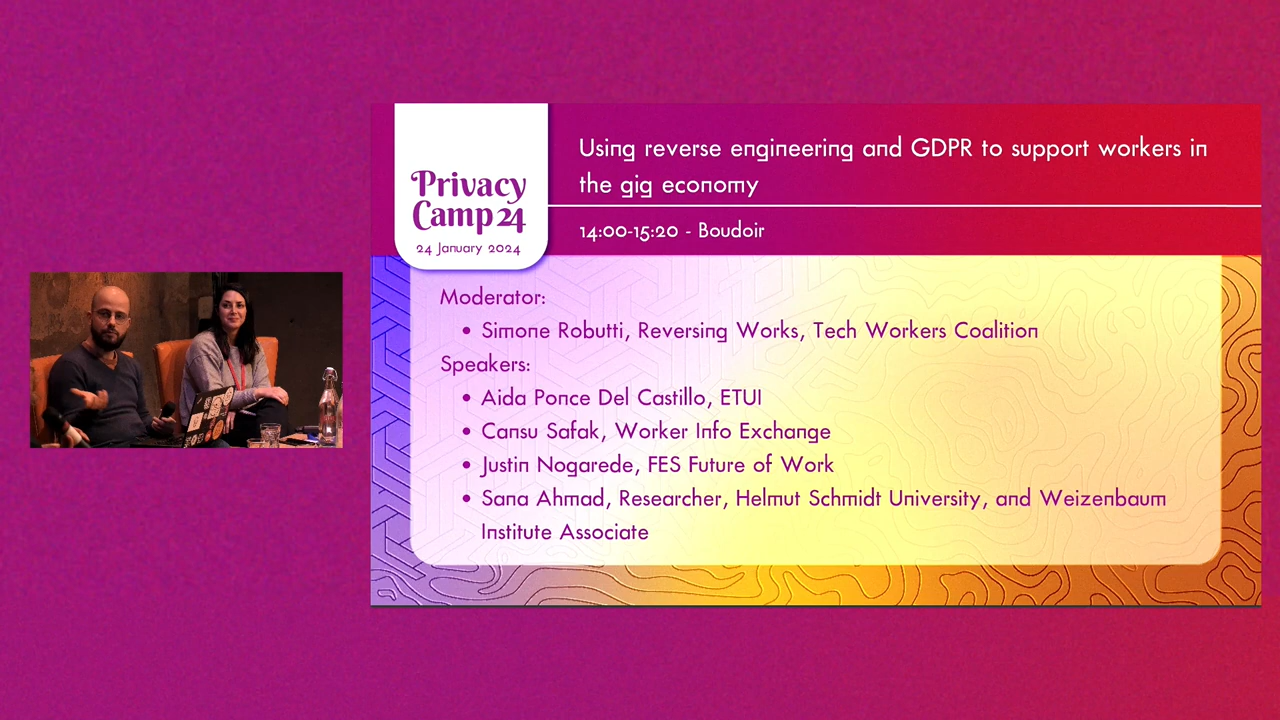 Privacy
Camp 24
24 January 2024
Using reverse engineering and GDPR to support workers in
the gig economy
14:00-15:20 - Boudoir
Moderator:
• Simone Robutti, Reversing Works, Tech Workers Coalition
Speakers:
• Aida Ponce Del Castillo, ETUI
• Cansu Safak, Worker Info Exchange
• Justin Nogarede, FES Future of Work
• Sana Ahmad, Researcher, Helmut Schmidt University, and Weizenbaum
Institute Associate